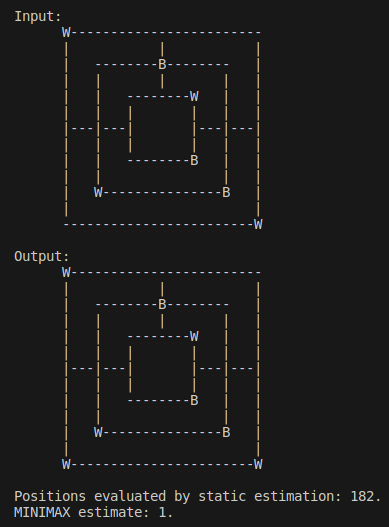 Input:
      W------------------------
      |           |           |
      |   --------B--------   |
      |   |       |       |   |
      |   |   --------W   |   |
      |   |   |       |   |   |
      |---|---|       |---|---|
      |   |   |       |   |   |
      |   |   --------B   |   |
      |   |               |   |
      |   W---------------B   |
      |                       |
      ------------------------W
Output:
      W------------------------
      |           |           |
      |   --------B--------   |
      |   |       |       |   |
      |   |   --------W   |   |
      |   |   |       |   |   |
      |---|---|       |---|---|
      |   |   |       |   |   |
      |   |   --------B   |   |
      |   |               |   |
      |   W---------------B   |
      |                       |
      W-----------------------W
Positions evaluated by static estimation: 182.
MINIMAX estimate: 1.